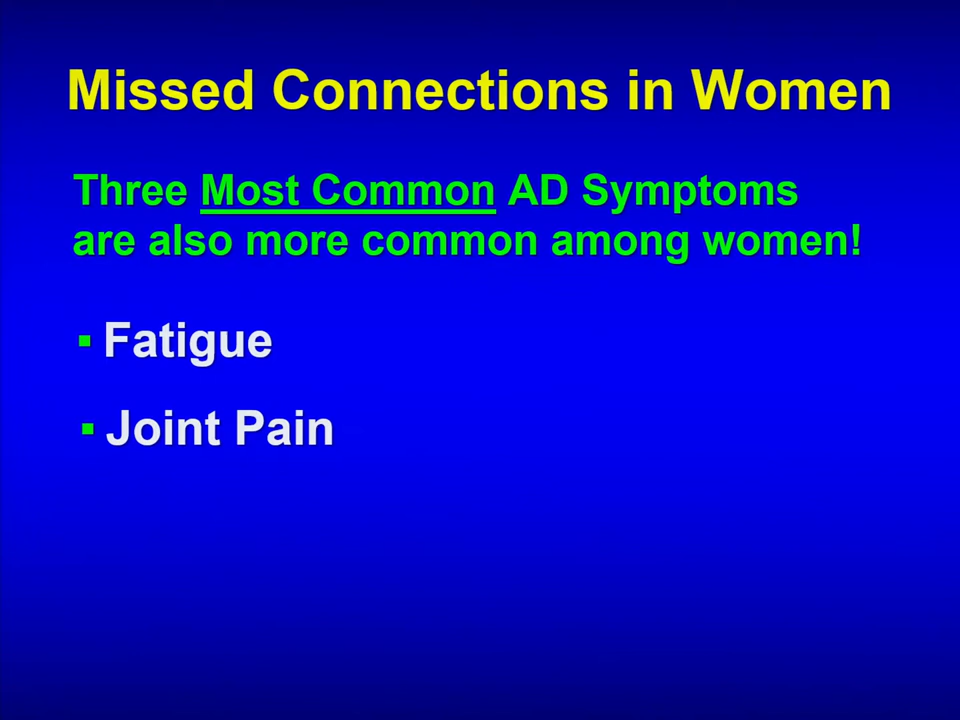 Missed Connections in Women
Three Most Common AD Symptoms
are also more common among women!
▪ Fatigue
▪ Joint Pain